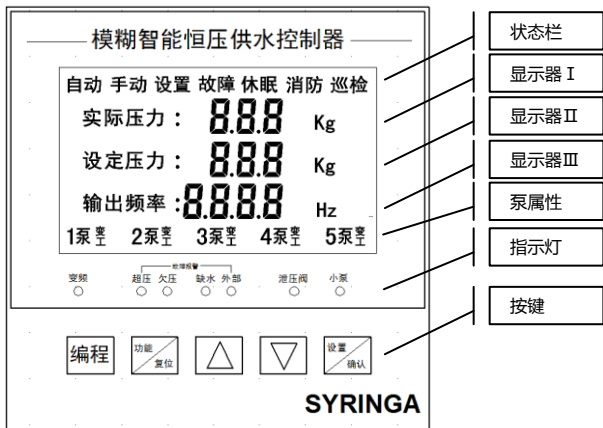 模糊智能恒压供水控制器
自动 手动 设置 故障 休眠 消防 巡检
实际压力： 8.8.8 Kg
设定压力： 8.8.8 Kg
输出频率：8.8.8.8 Hz
1泵变工 2泵变工 3泵变工 4泵变工 5泵变工
故障报警
变频 超压 欠压 缺水 外部 泄压阀 小泵
编程 功能/复位 设置/确认
SYRINGA
状态栏
显示器Ⅰ
显示器Ⅱ
显示器Ⅲ
泵属性
指示灯
按键